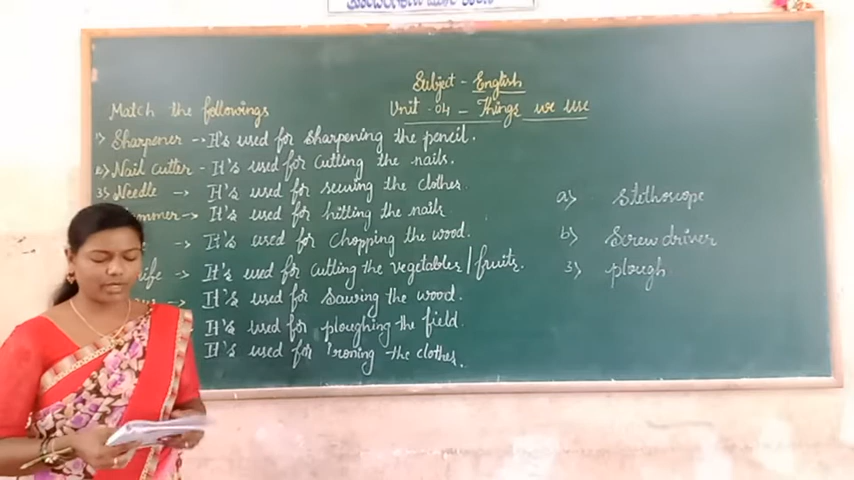 Subject - English
Unit - 04 - Things we use
Match the followings
1) Sharpener - It's used for sharpening the pencil.
2) Nail cutter - It's used for cutting the nails.
3) Needle → It's used for sewing the clothes.
→ It's used for hitting the nails.
→ It's used for chopping the wood.
→ It's used for cutting the vegetables / fruits.
→ It's used for sawing the wood.
It's used for ploughing the field.
It's used for Ironing the clothes.
a) Stethoscope
b) Screw driver
3) plough